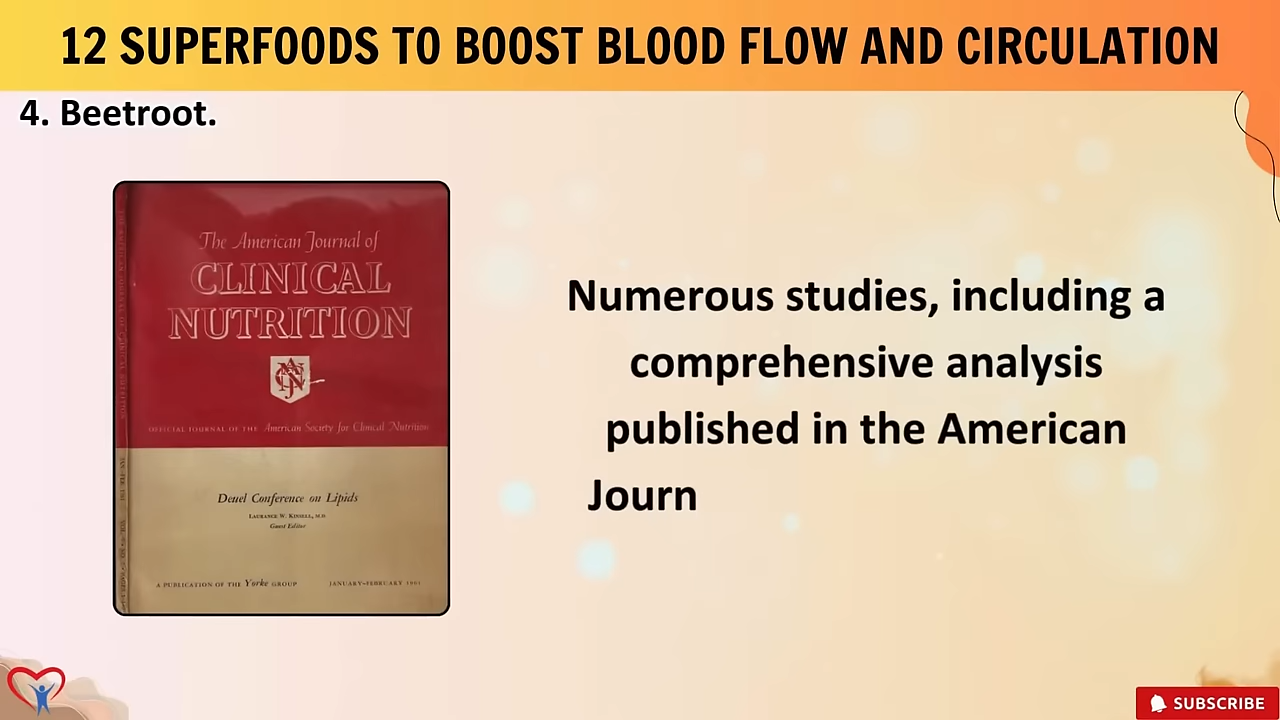 12 SUPERFOODS TO BOOST BLOOD FLOW AND CIRCULATION
4. Beetroot.
The American Journal of
CLINICAL
NUTRITION
OFFICIAL JOURNAL OF THE American Society for Clinical Nutrition
Deuel Conference on Lipids
LAURANCE W. KINSELL, M.D.
Guest Editor
A PUBLICATION OF THE Yorke GROUP JANUARY-FEBRUARY
Numerous studies, including a
comprehensive analysis
published in the American
Journ
SUBSCRIBE